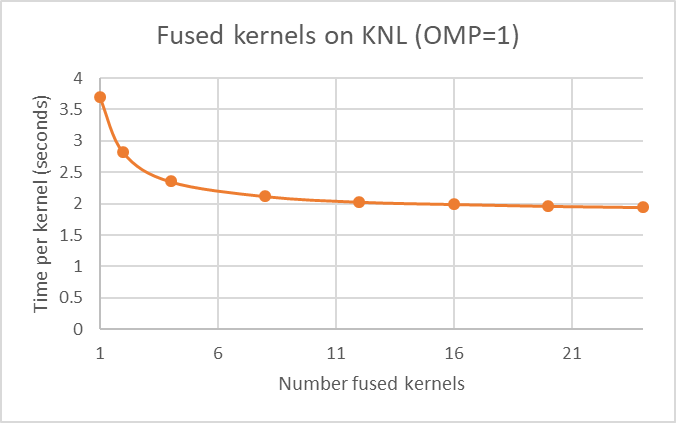 Fused kernels on KNL (OMP=1)
Time per kernel (seconds)
4
3.5
3
2.5
2
1.5
1
0.5
0
1 6 11 16 21
Number fused kernels